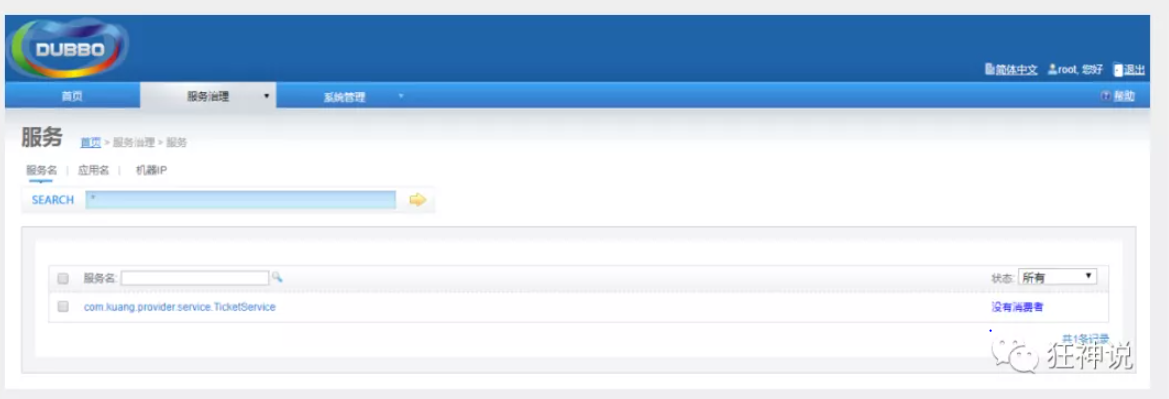 DUBBO
简体中文 root, 您好 退出
首页 服务治理 系统管理 帮助
服务 首页 > 服务治理 > 服务
服务名 | 应用名 | 机器IP
SEARCH *
服务名: 状态: 所有
com.kuang.provider.service.TicketService 没有消费者
共1条记录
狂神说